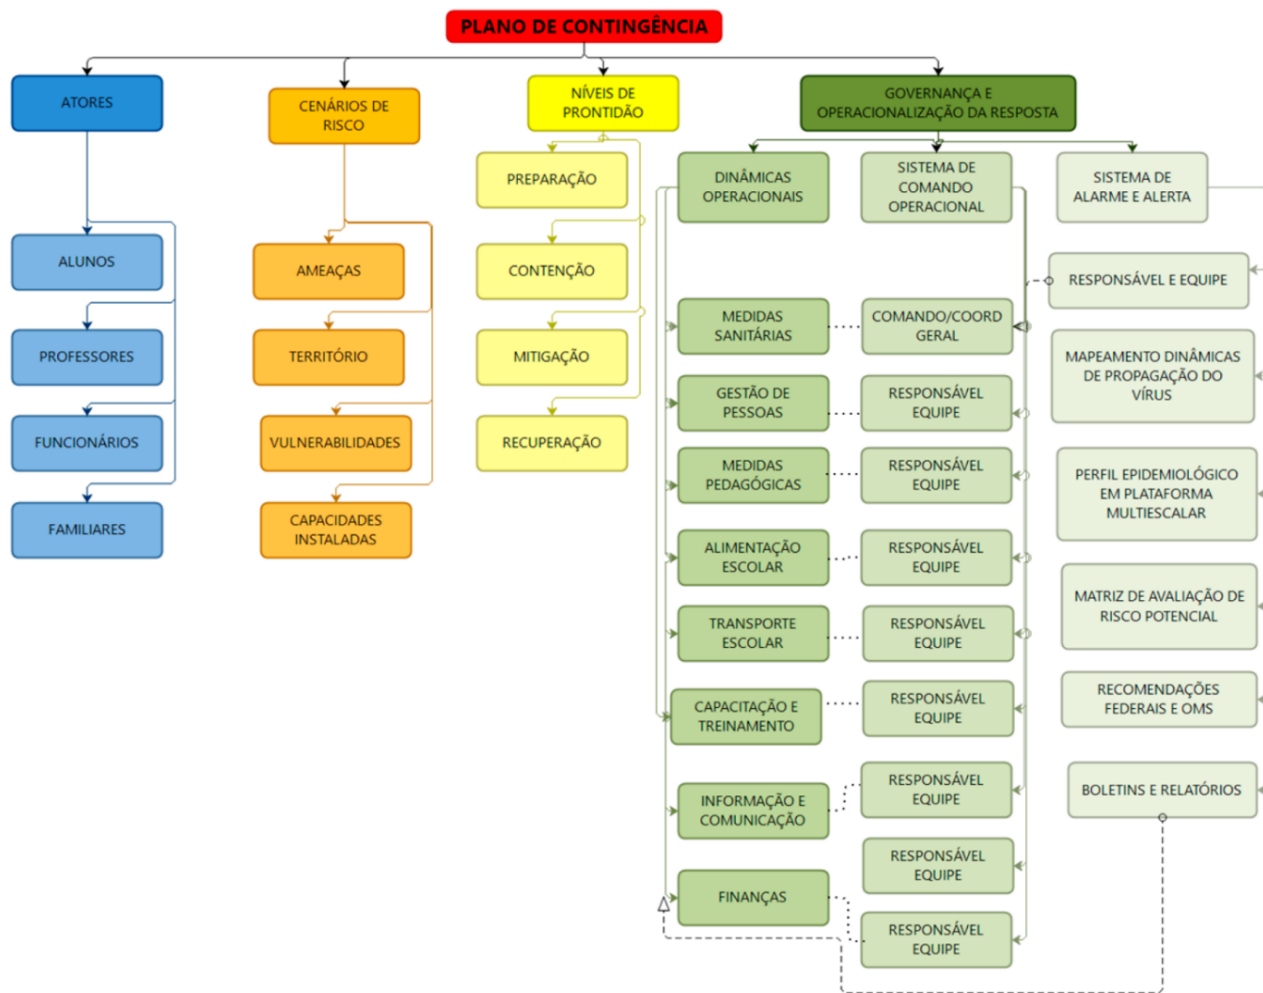 PLANO DE CONTINGÊNCIA
ATORES
CENÁRIOS DE
RISCO
NÍVEIS DE
PRONTIDÃO
GOVERNANÇA E
OPERACIONALIZAÇÃO DA RESPOSTA
ALUNOS
PROFESSORES
FUNCIONÁRIOS
FAMILIARES
AMEAÇAS
TERRITÓRIO
VULNERABILIDADES
CAPACIDADES
INSTALADAS
PREPARAÇÃO
CONTENÇÃO
MITIGAÇÃO
RECUPERAÇÃO
DINÂMICAS
OPERACIONAIS
MEDIDAS
SANITÁRIAS
GESTÃO DE
PESSOAS
MEDIDAS
PEDAGÓGICAS
ALIMENTAÇÃO
ESCOLAR
TRANSPORTE
ESCOLAR
CAPACITAÇÃO E
TREINAMENTO
INFORMAÇÃO E
COMUNICAÇÃO
FINANÇAS
SISTEMA DE
COMANDO
OPERACIONAL
COMANDO/COORD
GERAL
RESPONSÁVEL
EQUIPE
RESPONSÁVEL
EQUIPE
RESPONSÁVEL
EQUIPE
RESPONSÁVEL
EQUIPE
RESPONSÁVEL
EQUIPE
RESPONSÁVEL
EQUIPE
RESPONSÁVEL
EQUIPE
RESPONSÁVEL
EQUIPE
SISTEMA DE
ALARME E ALERTA
RESPONSÁVEL E EQUIPE
MAPEAMENTO DINÂMICAS
DE PROPAGAÇÃO DO
VÍRUS
PERFIL EPIDEMIOLÓGICO
EM PLATAFORMA
MULTIESCALAR
MATRIZ DE AVALIAÇÃO DE
RISCO POTENCIAL
RECOMENDAÇÕES
FEDERAIS E OMS
BOLETINS E RELATÓRIOS